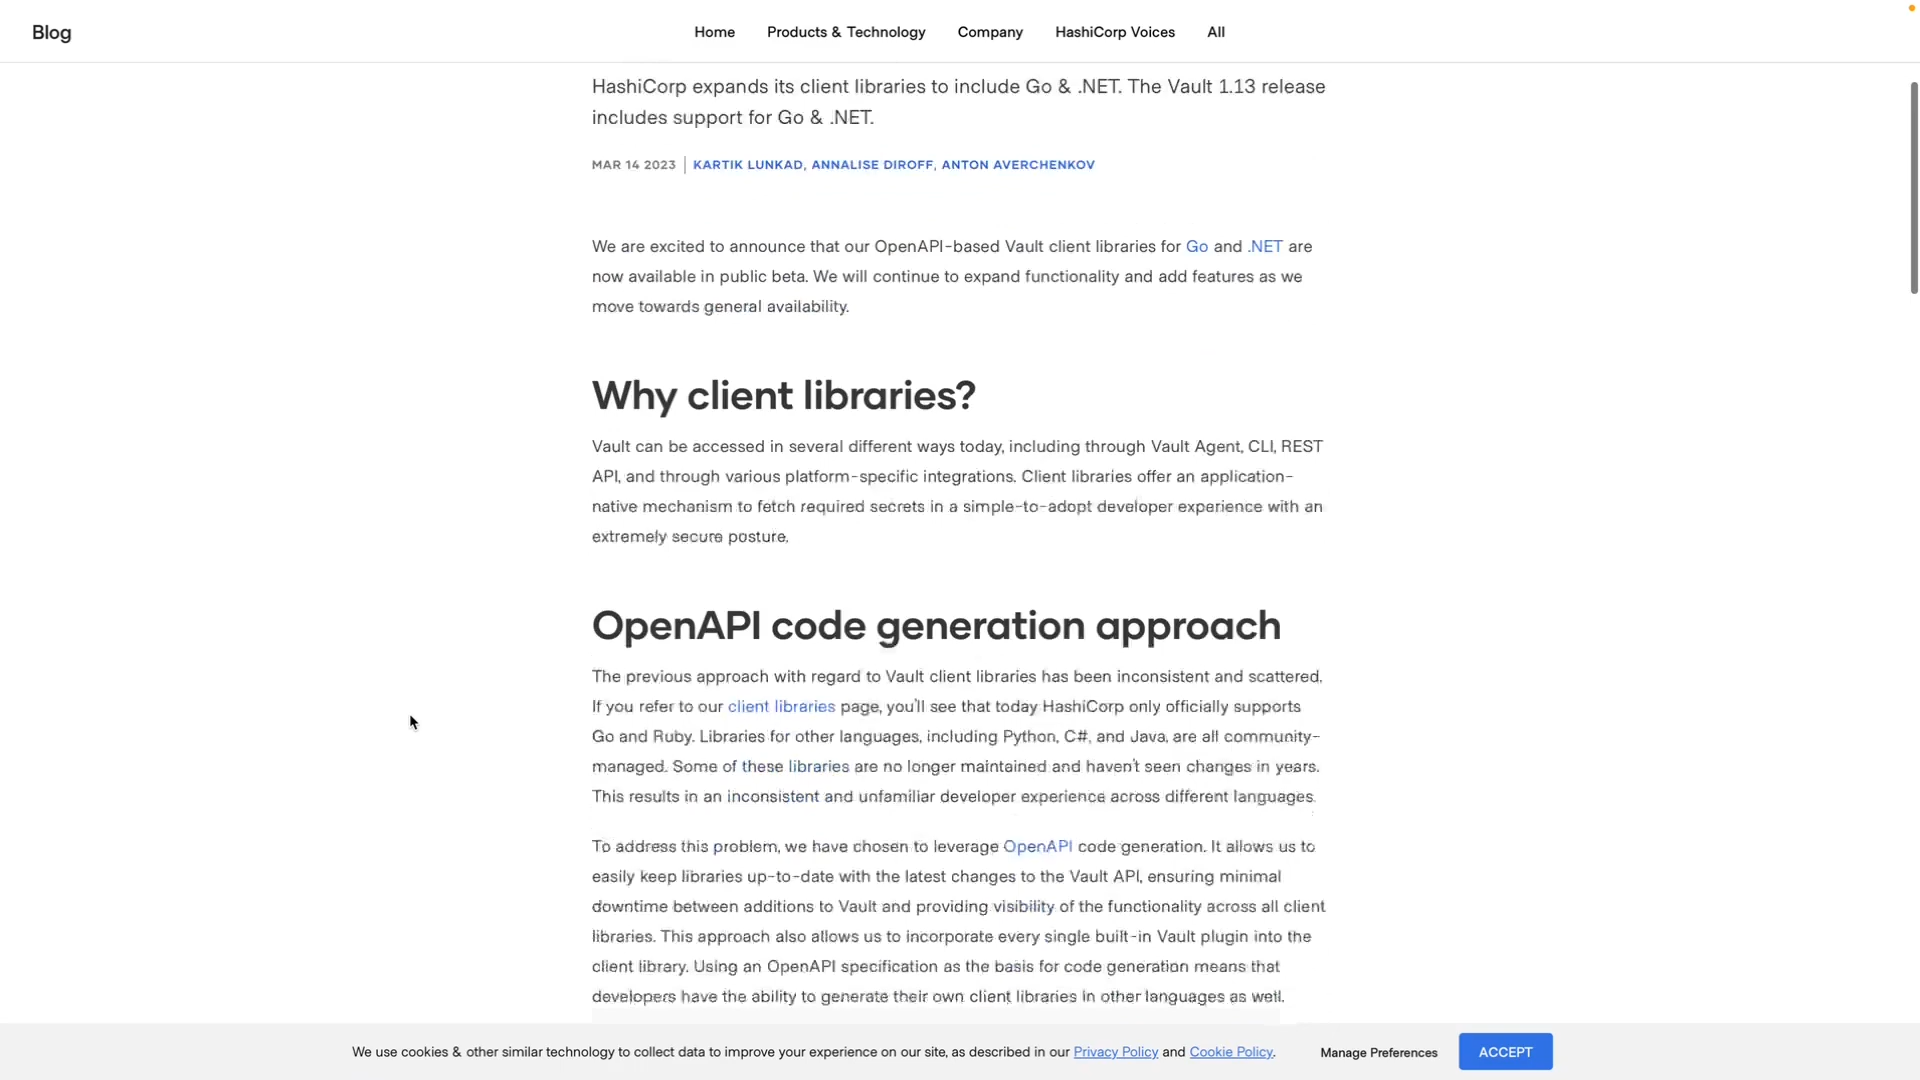 Blog
Home Products & Technology Company HashiCorp Voices All
HashiCorp expands its client libraries to include Go & .NET. The Vault 1.13 release
includes support for Go & .NET.
MAR 14 2023 | KARTIK LUNKAD, ANNALISE DIROFF, ANTON AVERCHENKOV
We are excited to announce that our OpenAPI-based Vault client libraries for Go and .NET are
now available in public beta. We will continue to expand functionality and add features as we
move towards general availability.
Why client libraries?
Vault can be accessed in several different ways today, including through Vault Agent, CLI, REST
API, and through various platform-specific integrations. Client libraries offer an application-
native mechanism to fetch required secrets in a simple-to-adopt developer experience with an
extremely secure posture.
OpenAPI code generation approach
The previous approach with regard to Vault client libraries has been inconsistent and scattered.
If you refer to our client libraries page, you'll see that today HashiCorp only officially supports
Go and Ruby. Libraries for other languages, including Python, C#, and Java, are all community-
managed. Some of these libraries are no longer maintained and haven't seen changes in years.
This results in an inconsistent and unfamiliar developer experience across different languages.
To address this problem, we have chosen to leverage OpenAPI code generation. It allows us to
easily keep libraries up-to-date with the latest changes to the Vault API, ensuring minimal
downtime between additions to Vault and providing visibility of the functionality across all client
libraries. This approach also allows us to incorporate every single built-in Vault plugin into the
client library. Using an OpenAPI specification as the basis for code generation means that
developers have the ability to generate their own client libraries in other languages as well.
We use cookies & other similar technology to collect data to improve your experience on our site, as described in our Privacy Policy and Cookie Policy. Manage Preferences ACCEPT